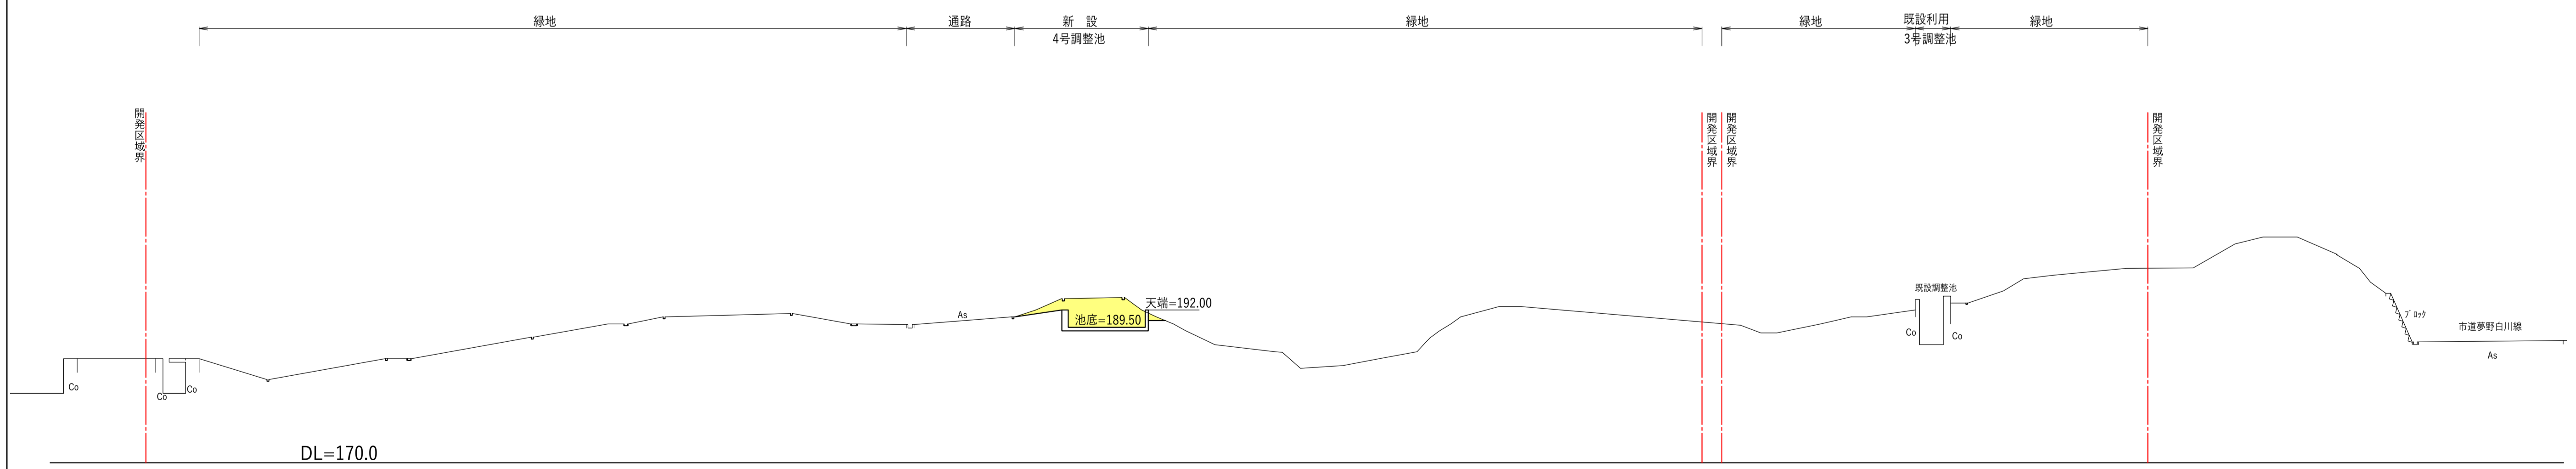 緑地
通路
新　設
4号調整池
緑地
緑地
既設利用
3号調整池
緑地
開発区域界
開発区域界
開発区域界
開発区域界
天端=192.00
池底=189.50
As
既設調整池
Co
Co
ブロック
市道夢野白川線
As
Co
Co
Co
DL=170.0